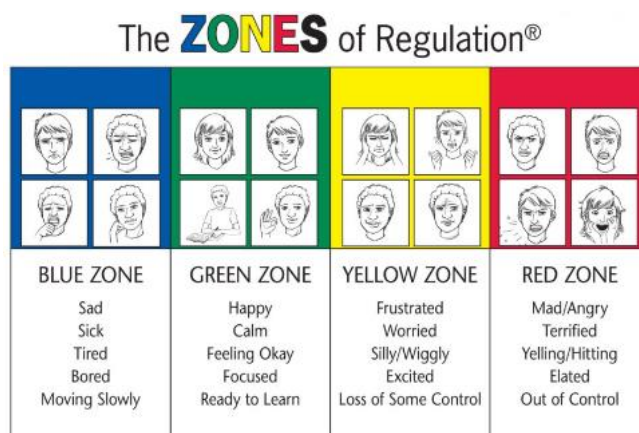 The ZONES of Regulation®
BLUE ZONE
Sad
Sick
Tired
Bored
Moving Slowly
GREEN ZONE
Happy
Calm
Feeling Okay
Focused
Ready to Learn
YELLOW ZONE
Frustrated
Worried
Silly/Wiggly
Excited
Loss of Some Control
RED ZONE
Mad/Angry
Terrified
Yelling/Hitting
Elated
Out of Control